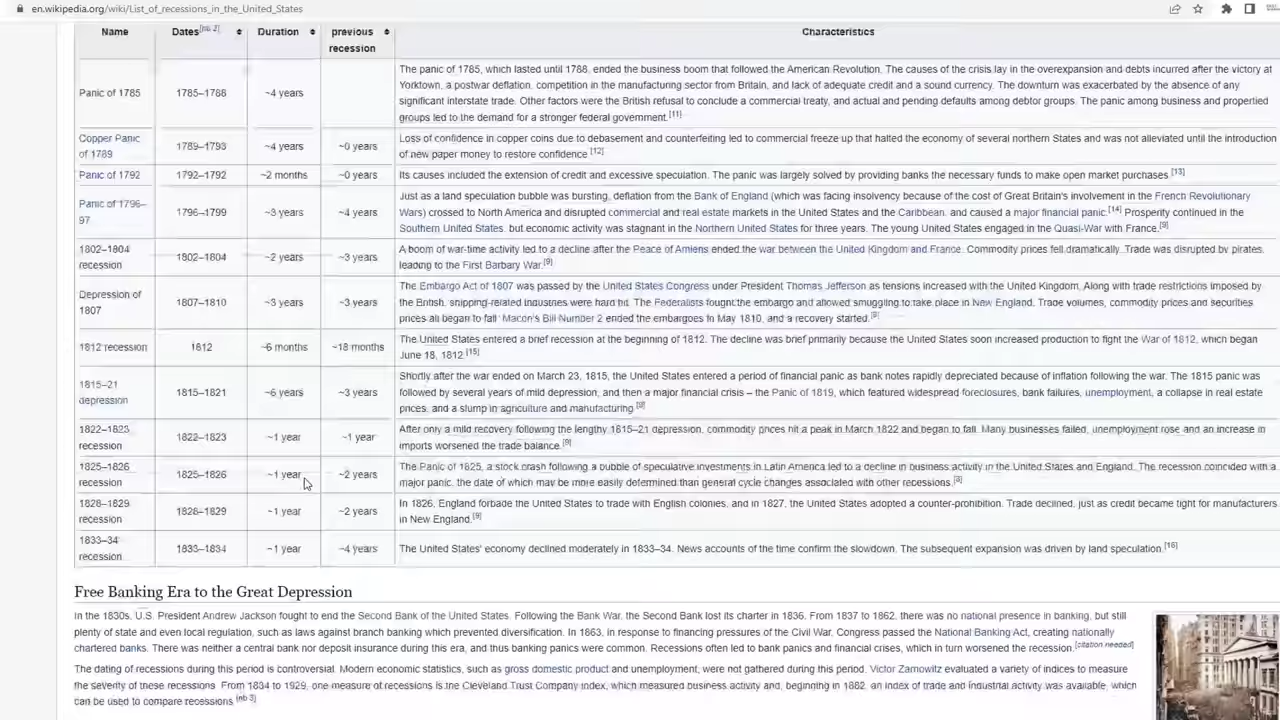 en.wikipedia.org/wiki/List_of_recessions_in_the_United_States
Name
Dates[nb 2]
Duration
previous
recession
Characteristics
Panic of 1785
1785–1788
~4 years
The panic of 1785, which lasted until 1788, ended the business boom that followed the American Revolution. The causes of the crisis lay in the overexpansion and debts incurred after the victory at
Yorktown, a postwar deflation, competition in the manufacturing sector from Britain, and lack of adequate credit and a sound currency. The downturn was exacerbated by the absence of any
significant interstate trade. Other factors were the British refusal to conclude a commercial treaty, and actual and pending defaults among debtor groups. The panic among business and propertied
groups led to the demand for a stronger federal government.[11]
Copper Panic
of 1789
1789–1793
~4 years
~0 years
Loss of confidence in copper coins due to debasement and counterfeiting led to commercial freeze up that halted the economy of several northern States and was not alleviated until the introduction
of new paper money to restore confidence.[12]
Panic of 1792
1792–1792
~2 months
~0 years
Its causes included the extension of credit and excessive speculation. The panic was largely solved by providing banks the necessary funds to make open market purchases.[13]
Panic of 1796–
97
1796–1799
~3 years
~4 years
Just as a land speculation bubble was bursting, deflation from the Bank of England (which was facing insolvency because of the cost of Great Britain's involvement in the French Revolutionary
Wars) crossed to North America and disrupted commercial and real estate markets in the United States and the Caribbean, and caused a major financial panic.[14] Prosperity continued in the
Southern United States, but economic activity was stagnant in the Northern United States for three years. The young United States engaged in the Quasi-War with France.[9]
1802–1804
recession
1802–1804
~2 years
~3 years
A boom of war-time activity led to a decline after the Peace of Amiens ended the war between the United Kingdom and France. Commodity prices fell dramatically. Trade was disrupted by pirates,
leading to the First Barbary War.[9]
Depression of
1807
1807–1810
~3 years
~3 years
The Embargo Act of 1807 was passed by the United States Congress under President Thomas Jefferson as tensions increased with the United Kingdom. Along with trade restrictions imposed by
the British, shipping-related industries were hard hit. The Federalists fought the embargo and allowed smuggling to take place in New England. Trade volumes, commodity prices and securities
prices all began to fall. Macon's Bill Number 2 ended the embargoes in May 1810, and a recovery started.[9]
1812 recession
1812
~6 months
~18 months
The United States entered a brief recession at the beginning of 1812. The decline was brief primarily because the United States soon increased production to fight the War of 1812, which began
June 18, 1812.[15]
1815–21
depression
1815–1821
~6 years
~3 years
Shortly after the war ended on March 23, 1815, the United States entered a period of financial panic as bank notes rapidly depreciated because of inflation following the war. The 1815 panic was
followed by several years of mild depression, and then a major financial crisis – the Panic of 1819, which featured widespread foreclosures, bank failures, unemployment, a collapse in real estate
prices, and a slump in agriculture and manufacturing.[9]
1822–1823
recession
1822–1823
~1 year
~1 year
After only a mild recovery following the lengthy 1815–21 depression, commodity prices hit a peak in March 1822 and began to fall. Many businesses failed, unemployment rose and an increase in
imports worsened the trade balance.[9]
1825–1826
recession
1825–1826
~1 year
~2 years
The Panic of 1825, a stock crash following a bubble of speculative investments in Latin America led to a decline in business activity in the United States and England. The recession coincided with a
major panic, the date of which may be more easily determined than general cycle changes associated with other recessions.[9]
1828–1829
recession
1828–1829
~1 year
~2 years
In 1826, England forbade the United States to trade with English colonies, and in 1827, the United States adopted a counter-prohibition. Trade declined, just as credit became tight for manufacturers
in New England.[9]
1833–34
recession
1833–1834
~1 year
~4 years
The United States' economy declined moderately in 1833–34. News accounts of the time confirm the slowdown. The subsequent expansion was driven by land speculation.[16]
Free Banking Era to the Great Depression
In the 1830s, U.S. President Andrew Jackson fought to end the Second Bank of the United States. Following the Bank War, the Second Bank lost its charter in 1836. From 1837 to 1862, there was no national presence in banking, but still
plenty of state and even local regulation, such as laws against branch banking which prevented diversification. In 1863, in response to financing pressures of the Civil War, Congress passed the National Banking Act, creating nationally
chartered banks. There was neither a central bank nor deposit insurance during this era, and thus banking panics were common. Recessions often led to bank panics and financial crises, which in turn worsened the recession.[citation needed]
The dating of recessions during this period is controversial. Modern economic statistics, such as gross domestic product and unemployment, were not gathered during this period. Victor Zarnowitz evaluated a variety of indices to measure
the severity of these recessions. From 1834 to 1929, one measure of recessions is the Cleveland Trust Company Index, which measured business activity and, beginning in 1882, an index of trade and industrial activity was available, which
can be used to compare recessions.[nb 3]